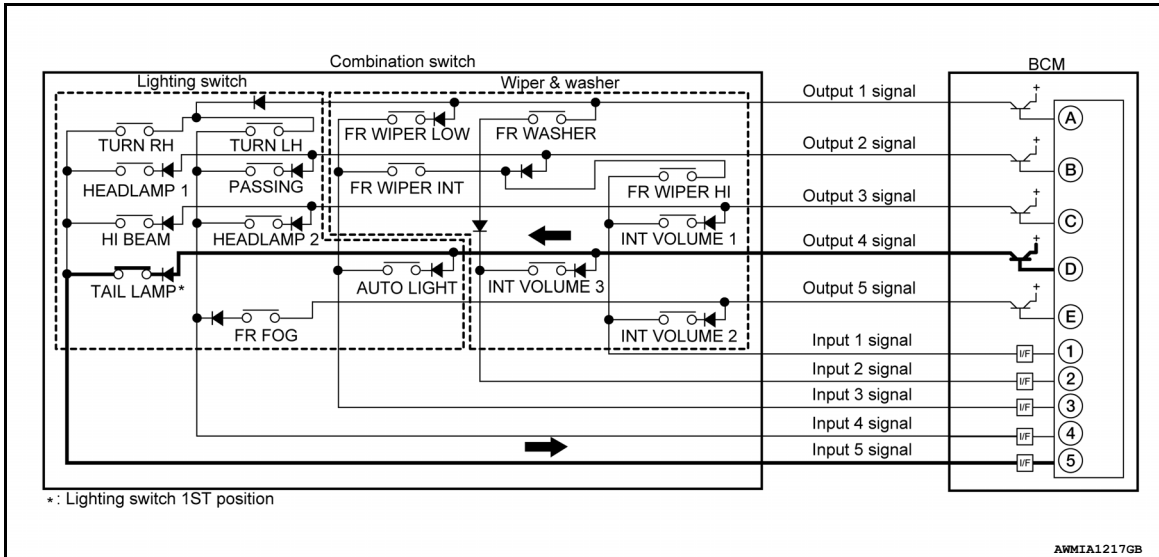 Combination switch
BCM
Lighting switch
Wiper & washer
Output 1 signal
+
A
TURN RH
TURN LH
FR WIPER LOW
FR WASHER
Output 2 signal
+
B
HEADLAMP 1
PASSING
FR WIPER INT
FR WIPER HI
Output 3 signal
+
C
HI BEAM
HEADLAMP 2
INT VOLUME 1
Output 4 signal
+
D
TAIL LAMP*
AUTO LIGHT
INT VOLUME 3
Output 5 signal
+
E
FR FOG
INT VOLUME 2
Input 1 signal
I/F
1
Input 2 signal
I/F
2
Input 3 signal
I/F
3
Input 4 signal
I/F
4
Input 5 signal
I/F
5
*: Lighting switch 1ST position
AWMIA1217GB